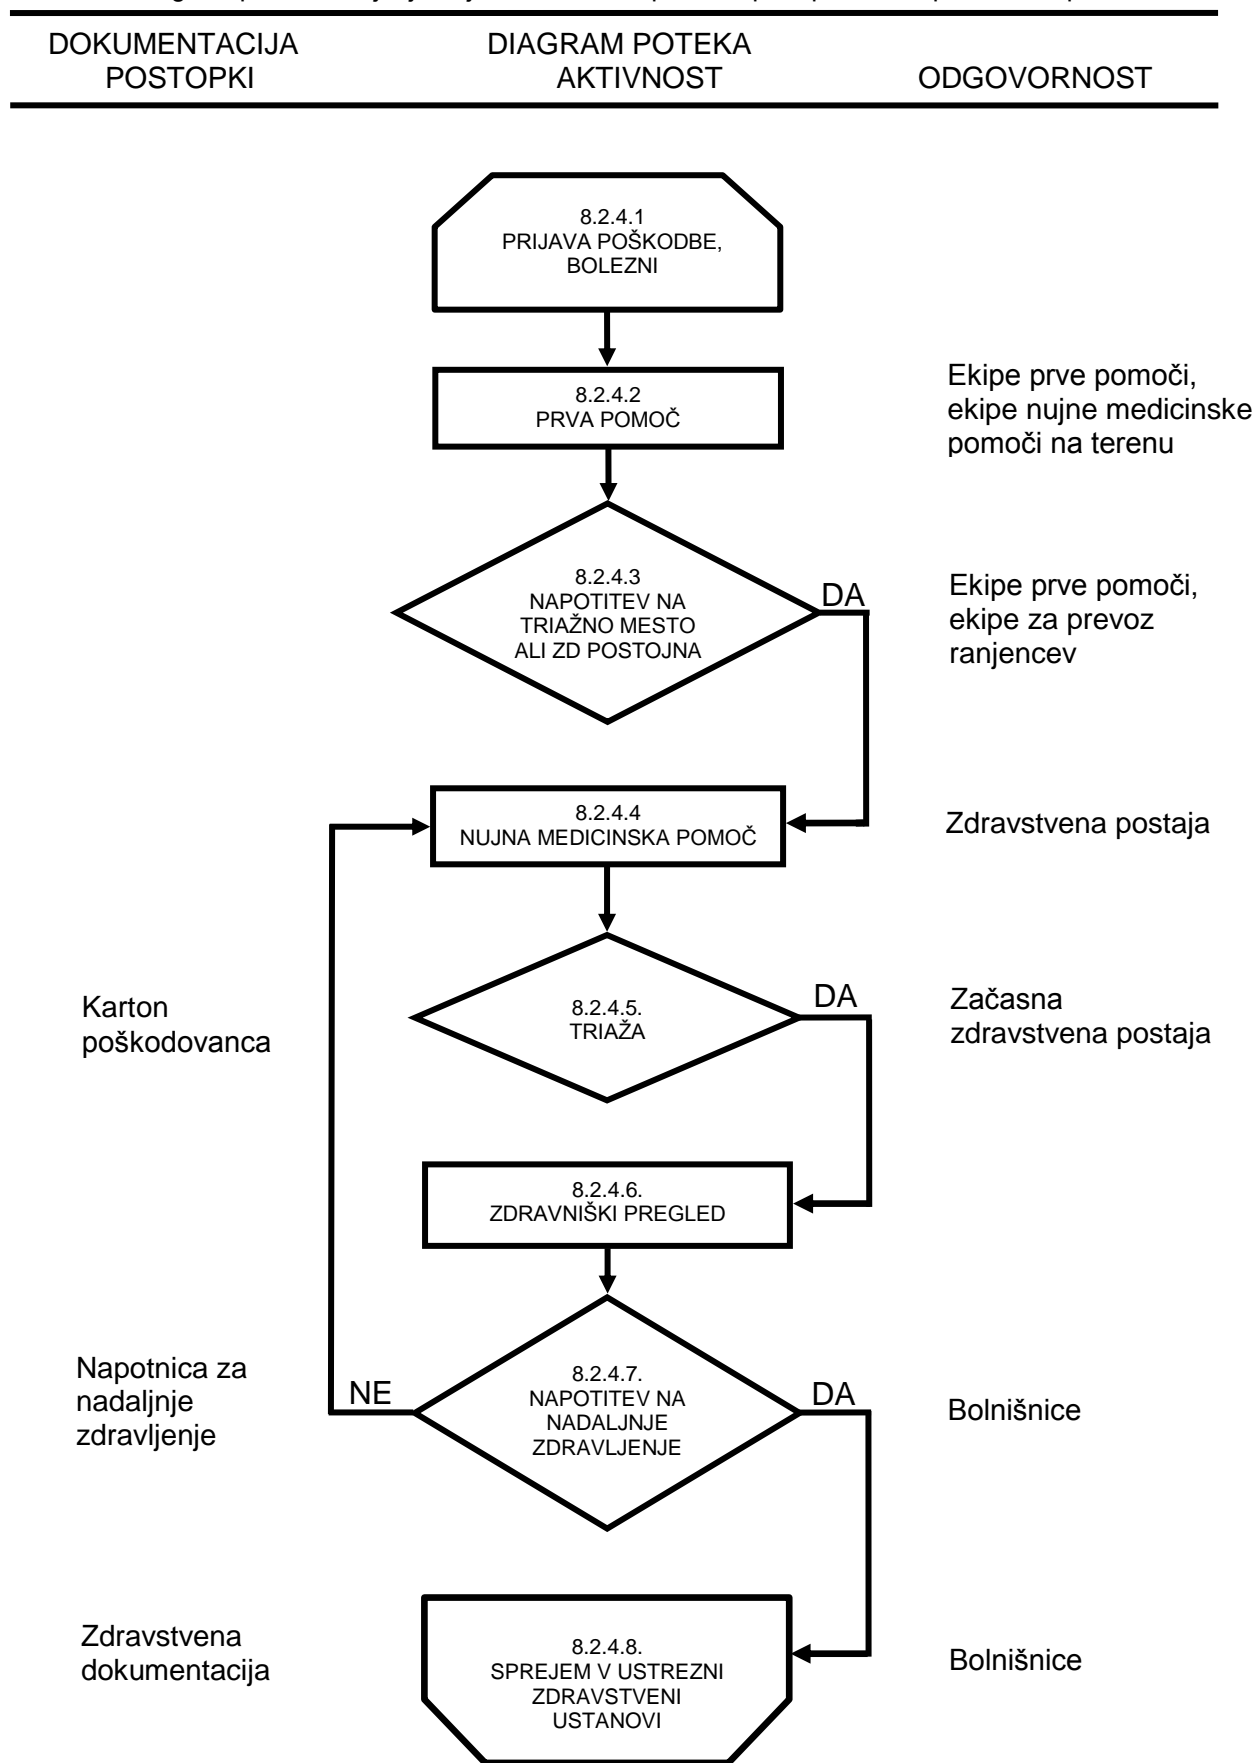 DOKUMENTACIJA
POSTOPKI
DIAGRAM POTEKA
AKTIVNOST
ODGOVORNOST
8.2.4.1
PRIJAVA POŠKODBE,
BOLEZNI
8.2.4.2
PRVA POMOČ
Ekipe prve pomoči,
ekipe nujne medicinske
pomoči na terenu
8.2.4.3
NAPOTITEV NA
TRIAŽNO MESTO
ALI ZD POSTOJNA
DA
Ekipe prve pomoči,
ekipe za prevoz
ranjencev
8.2.4.4
NUJNA MEDICINSKA POMOČ
Zdravstvena postaja
Karton
poškodovanca
8.2.4.5.
TRIAŽA
DA
Začasna
zdravstvena postaja
8.2.4.6.
ZDRAVNIŠKI PREGLED
Napotnica za
nadaljnje
zdravljenje
NE
8.2.4.7.
NAPOTITEV NA
NADALJNJE
ZDRAVLJENJE
DA
Bolnišnice
Zdravstvena
dokumentacija
8.2.4.8.
SPREJEM V USTREZNI
ZDRAVSTVENI
USTANOVI
Bolnišnice